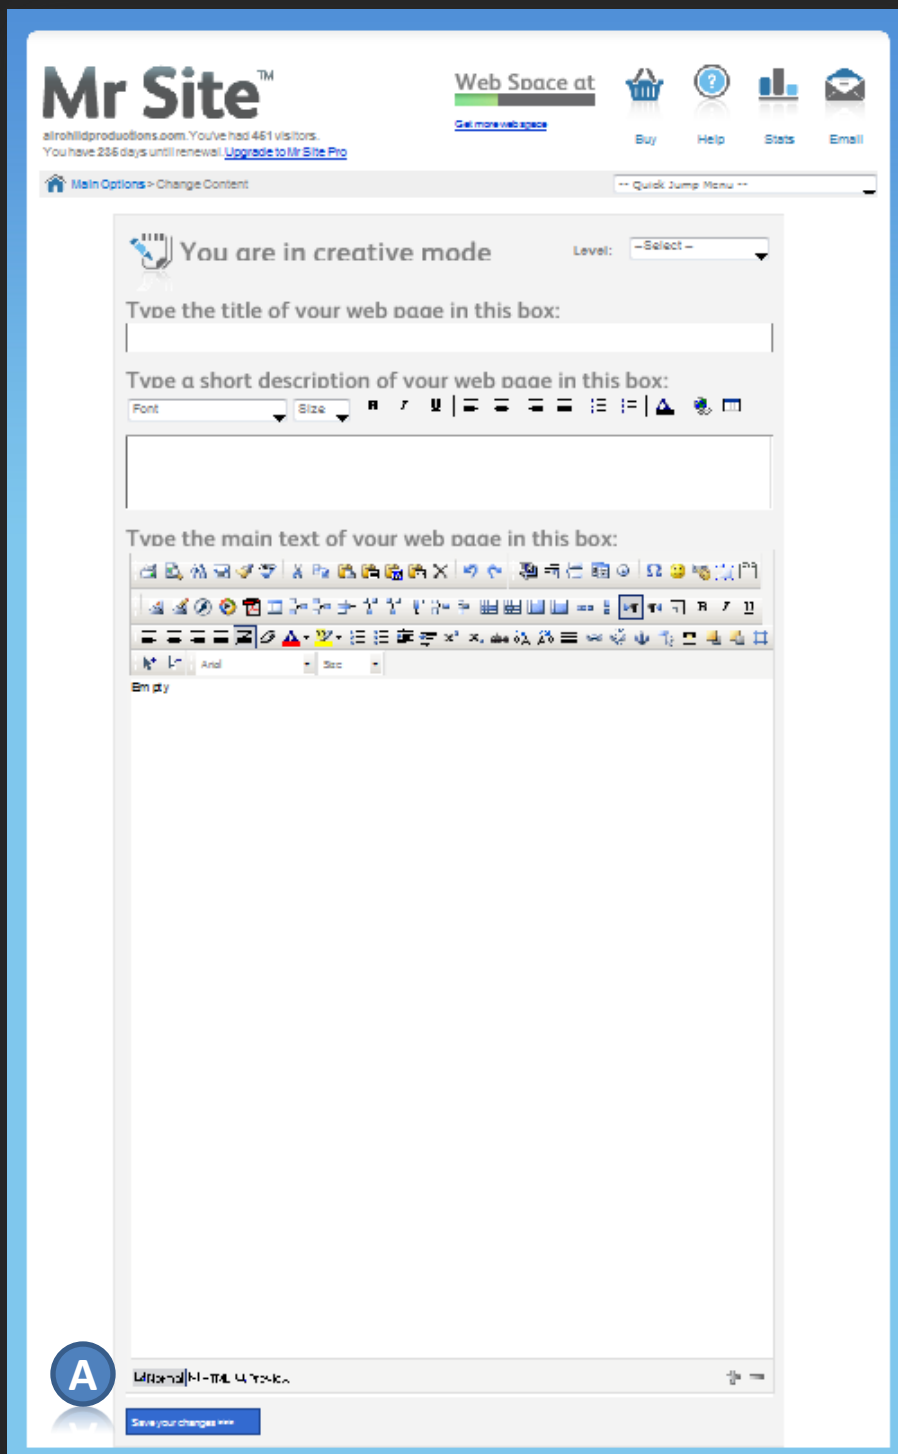 Mr Site™
Web Space at
Get more web space
Buy
Help
Stats
Email
airohildproductions.com. You've had 451 visitors.
You have 235 days until renewal. Upgrade to Mr Site Pro
Main Options > Change Content
-- Quick Jump Menu --
You are in creative mode
Level:
--Select --
Type the title of your web page in this box:
Type a short description of your web page in this box:
Font
Size
Type the main text of your web page in this box:
Arial
Size
Empty
A
Normal HTML Preview
Save your changes >>>